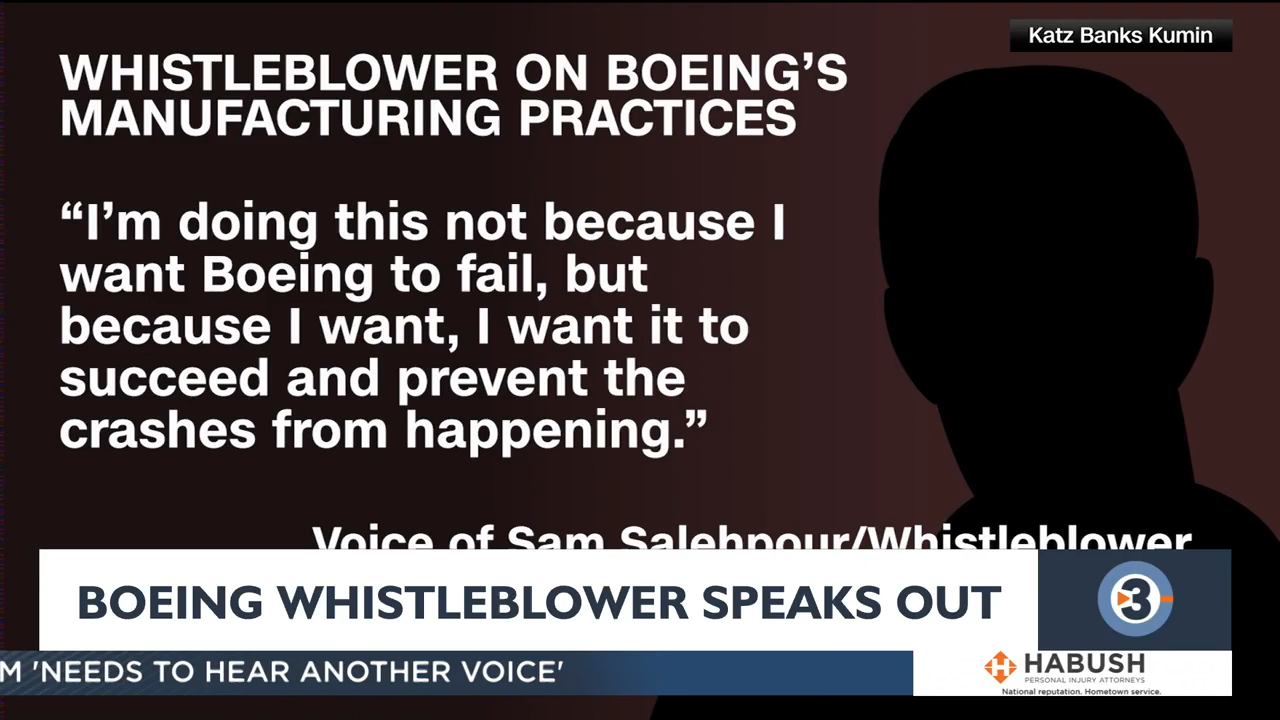 Katz Banks Kumin
WHISTLEBLOWER ON BOEING’S
MANUFACTURING PRACTICES
“I’m doing this not because I
want Boeing to fail, but
because I want, I want it to
succeed and prevent the
crashes from happening.”
Voice of Sam Salehpour/Whistleblower
BOEING WHISTLEBLOWER SPEAKS OUT
3
M 'NEEDS TO HEAR ANOTHER VOICE'
HABUSH
PERSONAL INJURY ATTORNEYS
National reputation. Hometown service.